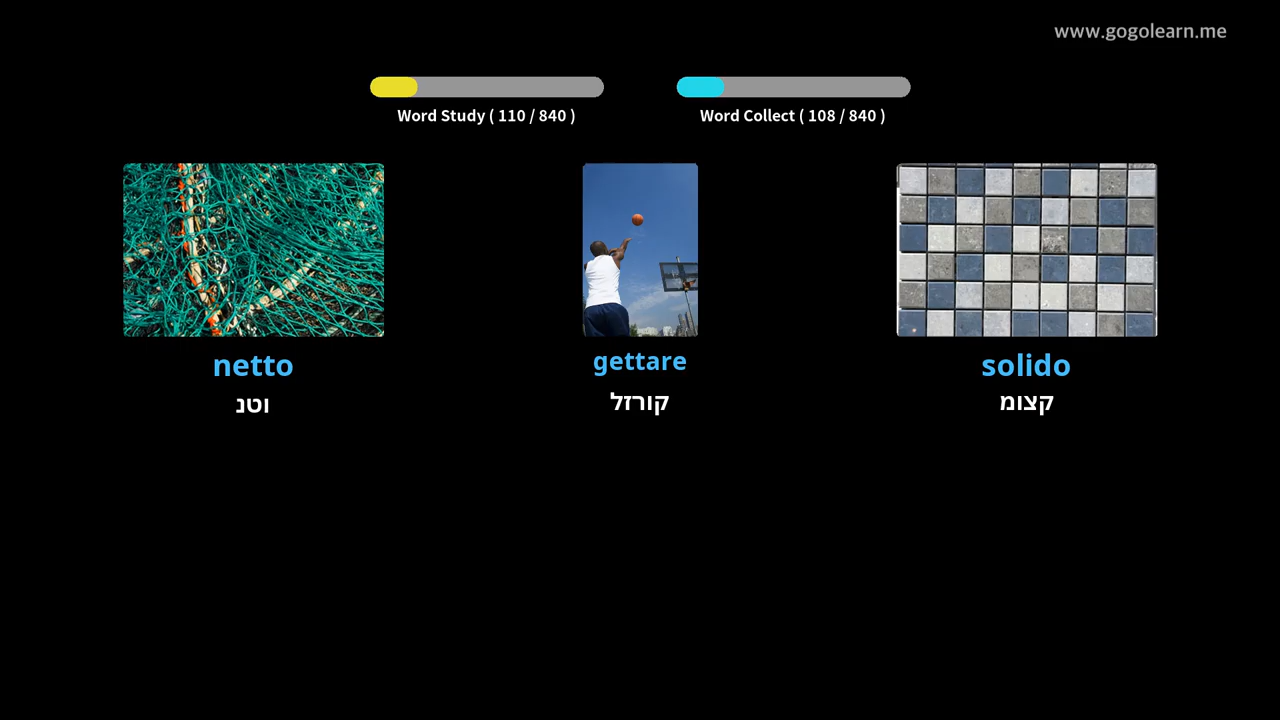 www.gogolearn.me
Word Study ( 110 / 840 )
Word Collect ( 108 / 840 )
netto
וטנ
gettare
קורזל
solido
קצומ